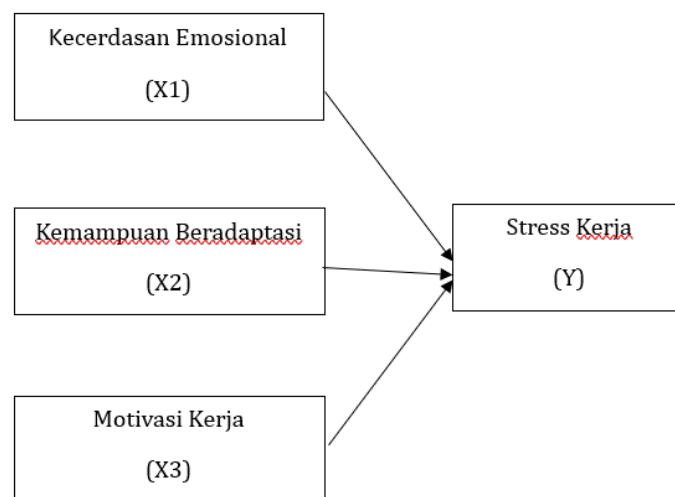 Kecerdasan Emosional
(X1)
Kemampuan Beradaptasi
(X2)
Stress Kerja
(Y)
Motivasi Kerja
(X3)